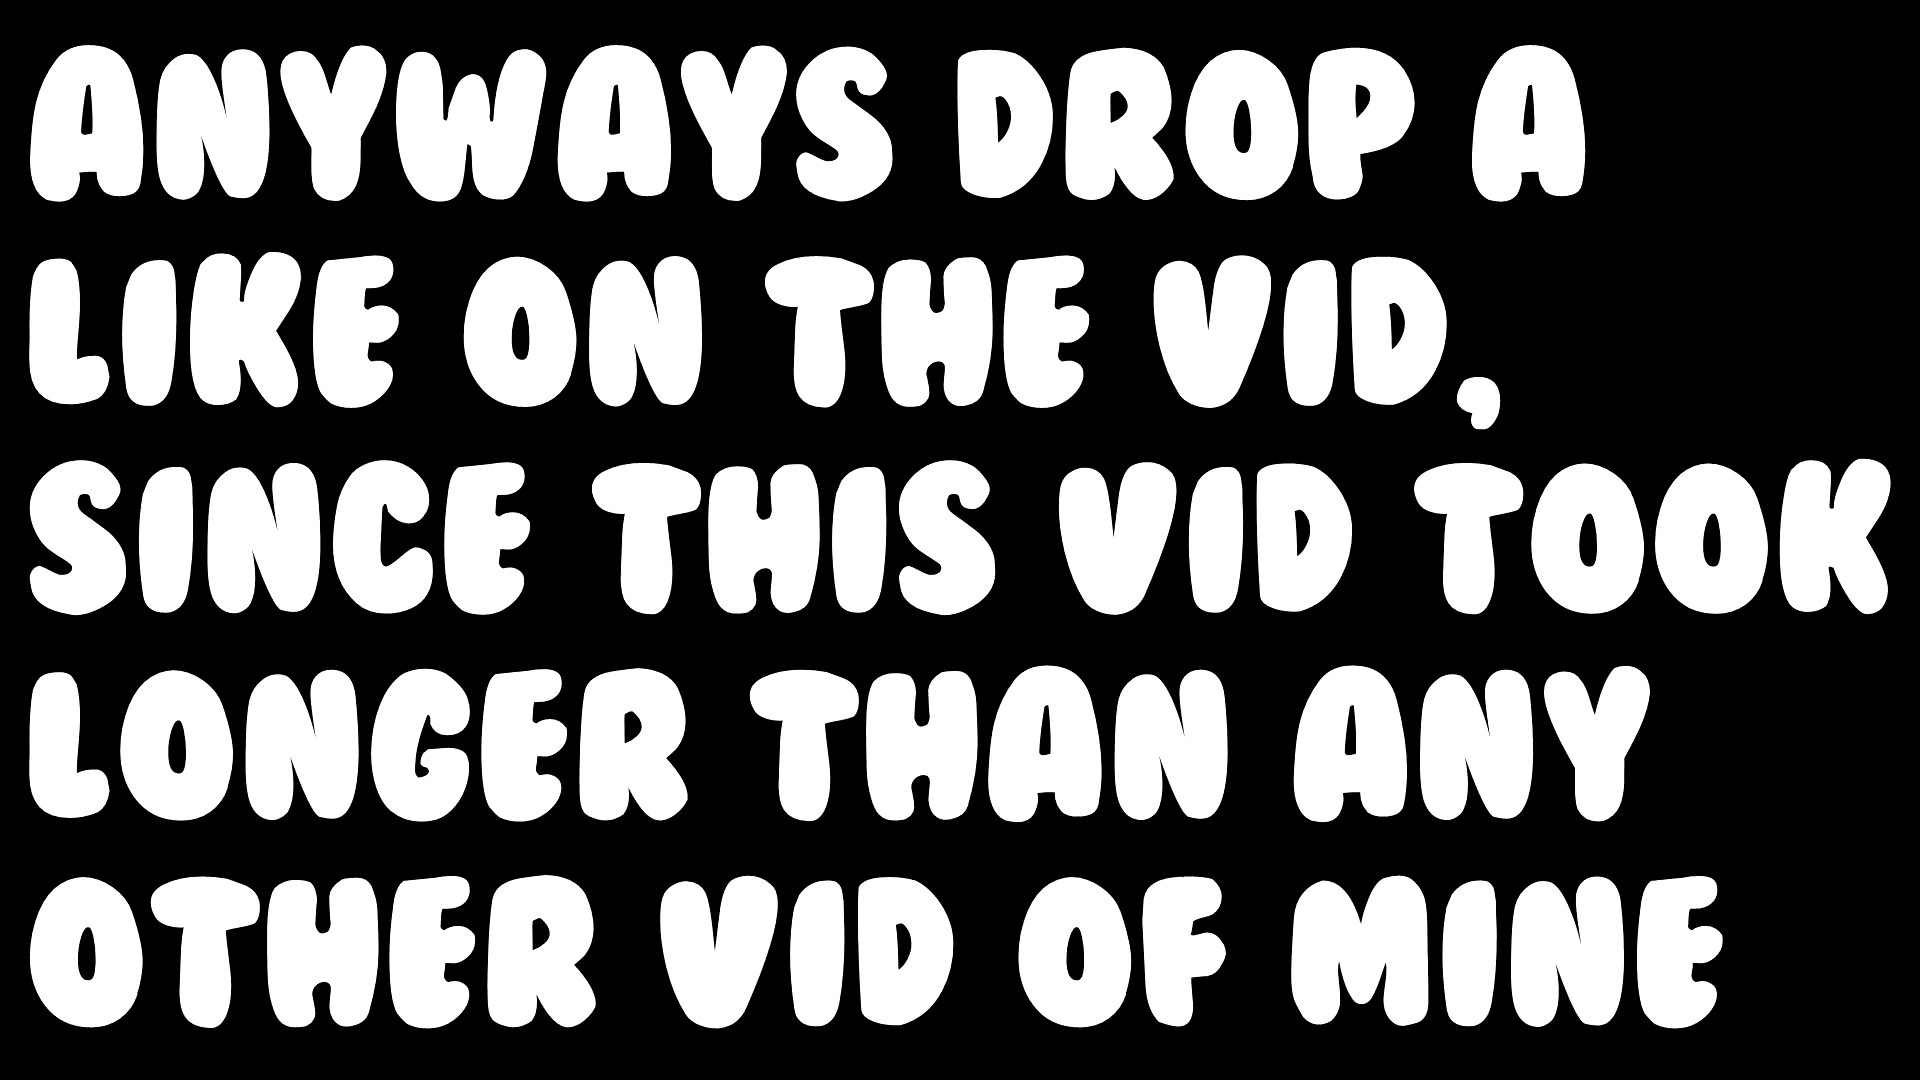 ANYWAYS DROP A
LIKE ON THE VID,
SINCE THIS VID TOOK
LONGER THAN ANY
OTHER VID OF MINE